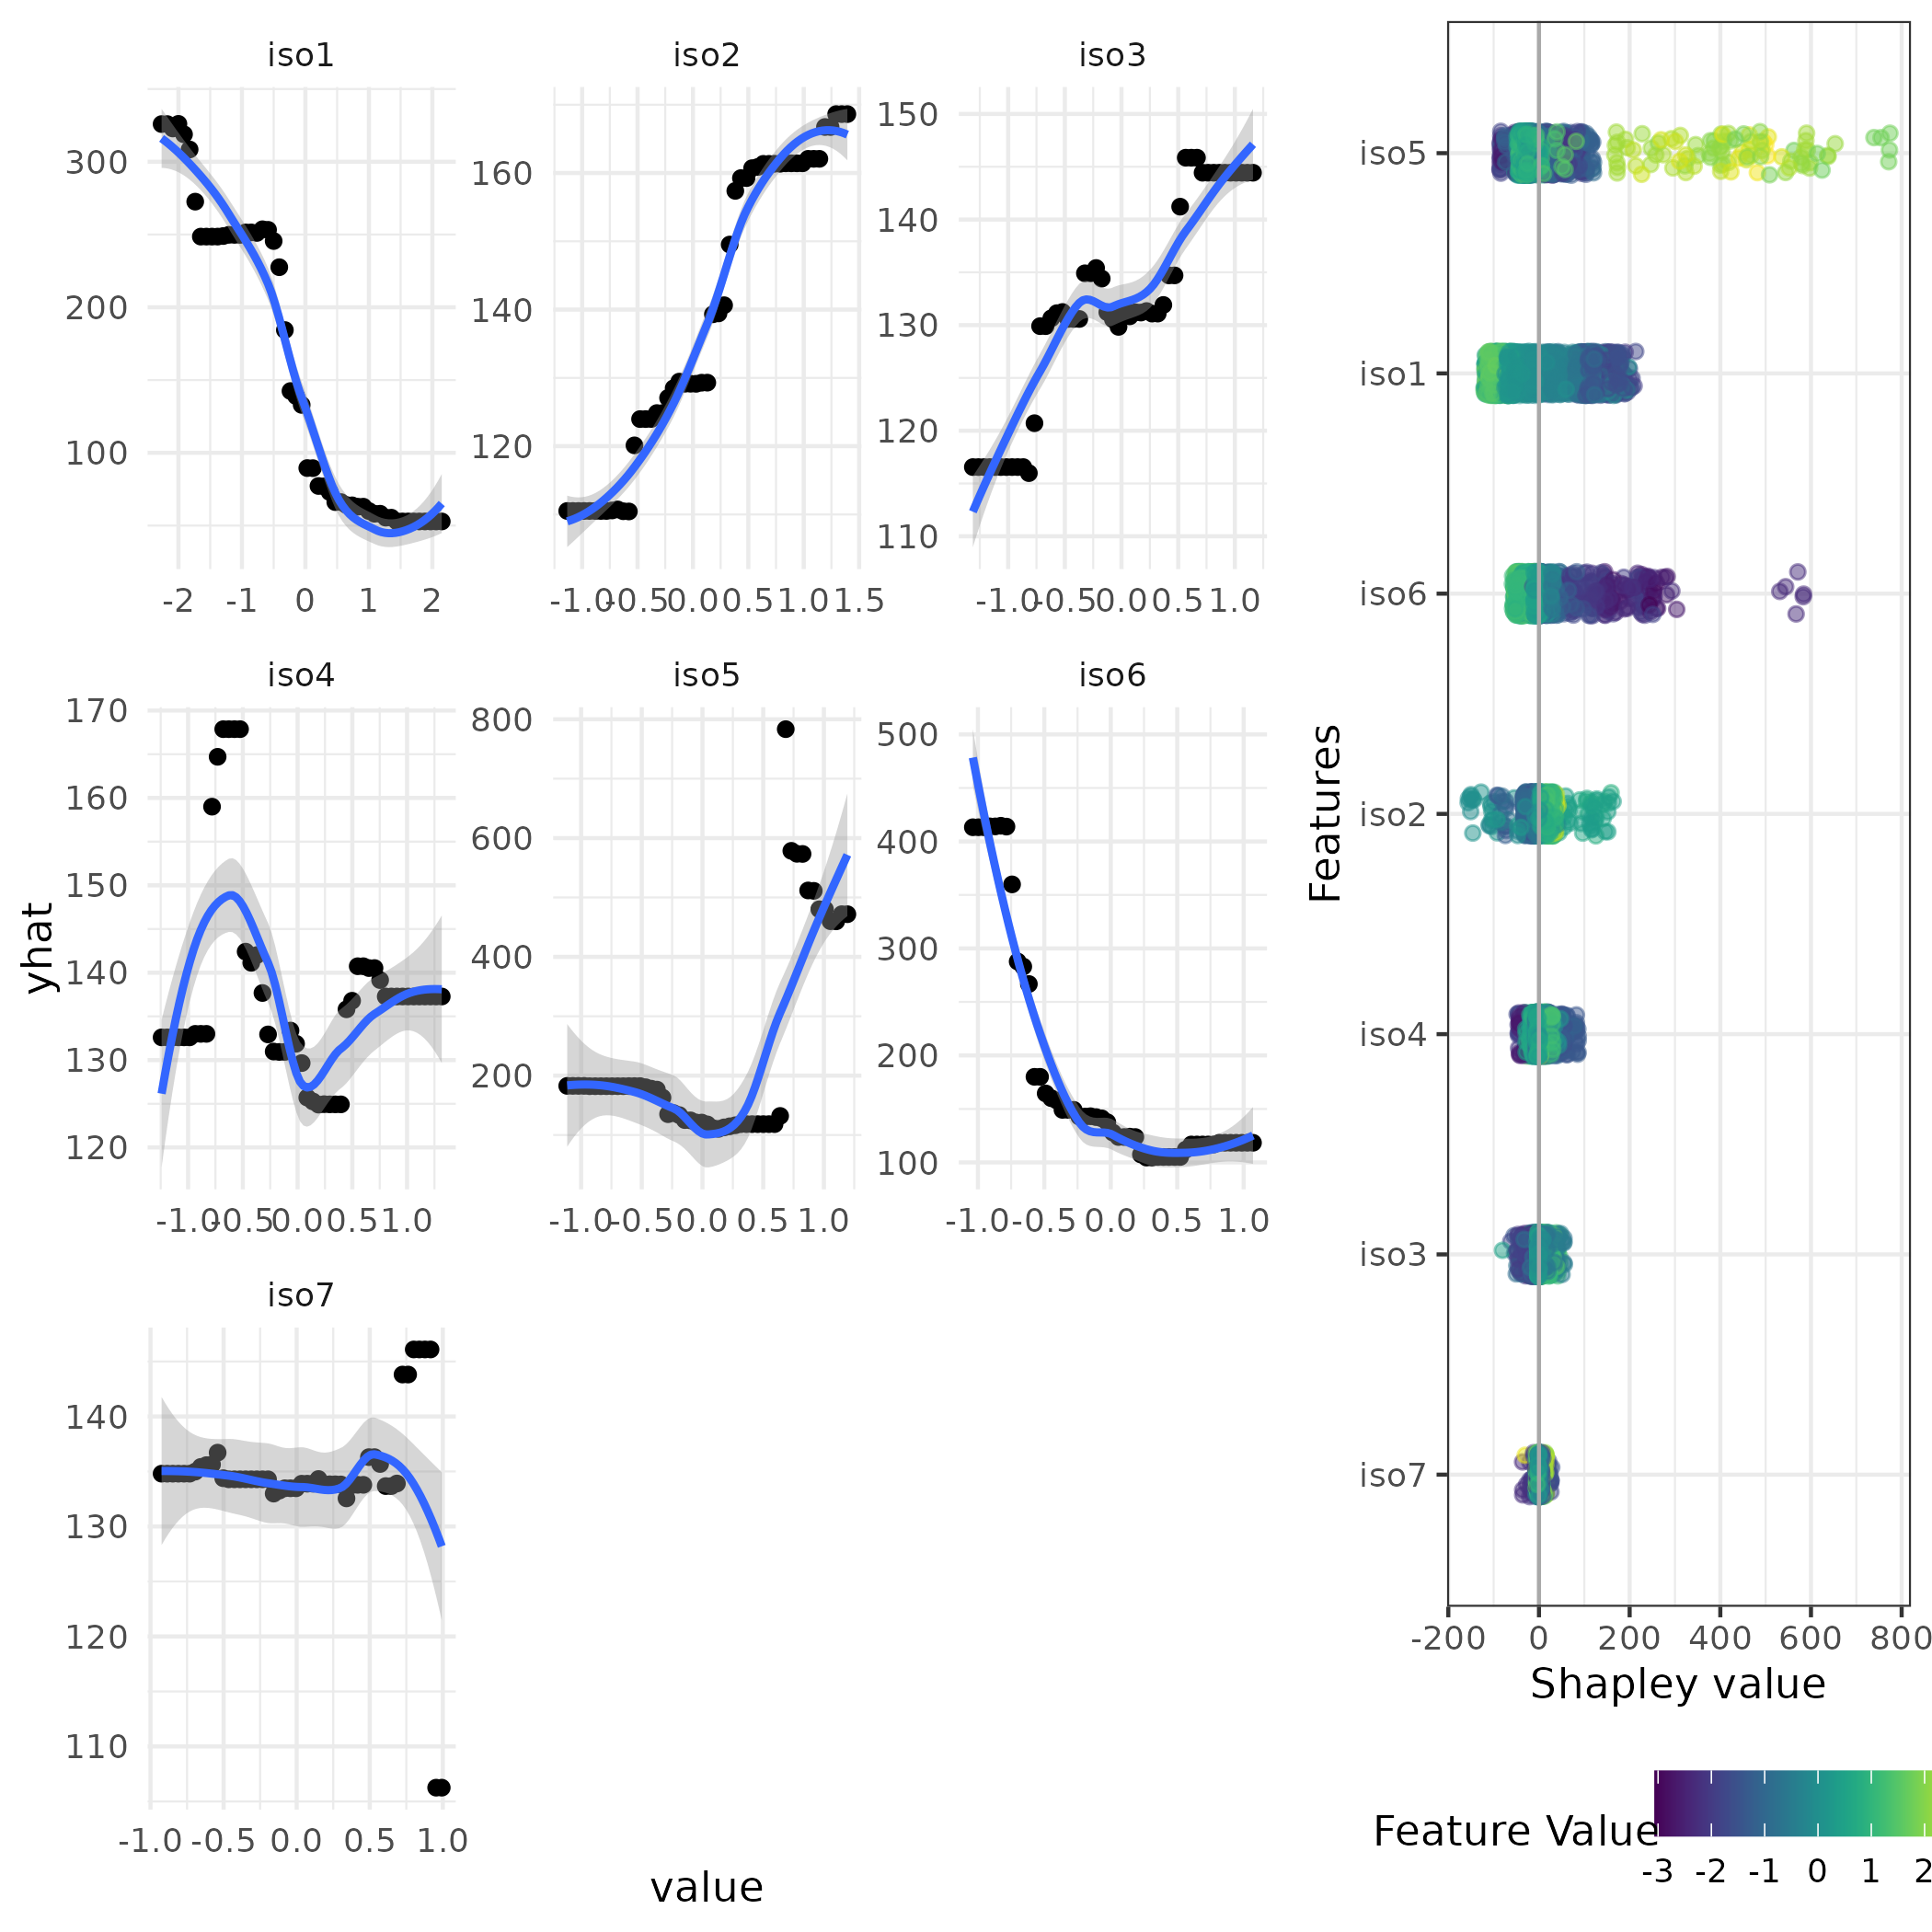 iso1 iso2 iso3
300
200
100
160
140
120
150
140
130
120
110
-2 -1 0 1 2
-1.0 -0.5 0.0 0.5 1.0 1.5
-1.0 -0.5 0.0 0.5 1.0
iso4 iso5 iso6
yhat
170
160
150
140
130
120
800
600
400
200
500
400
300
200
100
-1.0 -0.5 0.0 0.5 1.0
-1.0 -0.5 0.0 0.5 1.0
-1.0 -0.5 0.0 0.5 1.0
iso7
140
130
120
110
-1.0 -0.5 0.0 0.5 1.0
value
Features
iso5
iso1
iso6
iso2
iso4
iso3
iso7
-200 0 200 400 600 800
Shapley value
Feature Value
-3 -2 -1 0 1 2